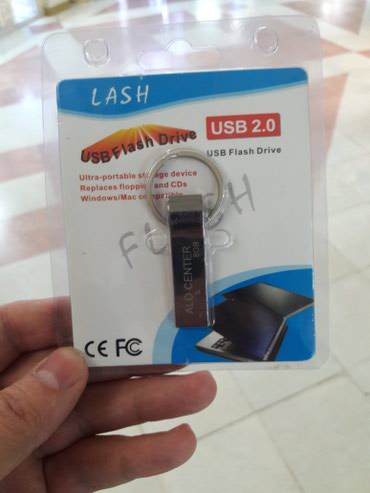 LASH
USB Flash Drive
USB 2.0
USB Flash Drive
Ultra-portable storage device
Replaces floppies and CDs
Windows/Mac compatible
FLASH
ALO CENTER
8GB
CE FC